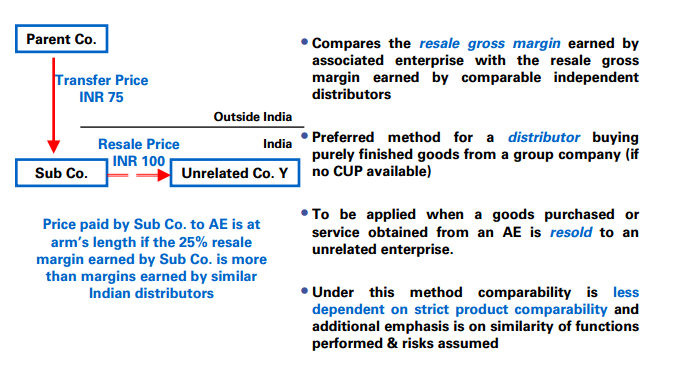 Parent Co.
Transfer Price
INR 75
Outside India
India
Resale Price
INR 100
Sub Co.
Unrelated Co. Y
Price paid by Sub Co. to AE is at
arm's length if the 25% resale
margin earned by Sub Co. is more
than margins earned by similar
Indian distributors
• Compares the resale gross margin earned by
associated enterprise with the resale gross
margin earned by comparable independent
distributors
• Preferred method for a distributor buying
purely finished goods from a group company (if
no CUP available)
• To be applied when a goods purchased or
service obtained from an AE is resold to an
unrelated enterprise.
• Under this method comparability is less
dependent on strict product comparability and
additional emphasis is on similarity of functions
performed & risks assumed